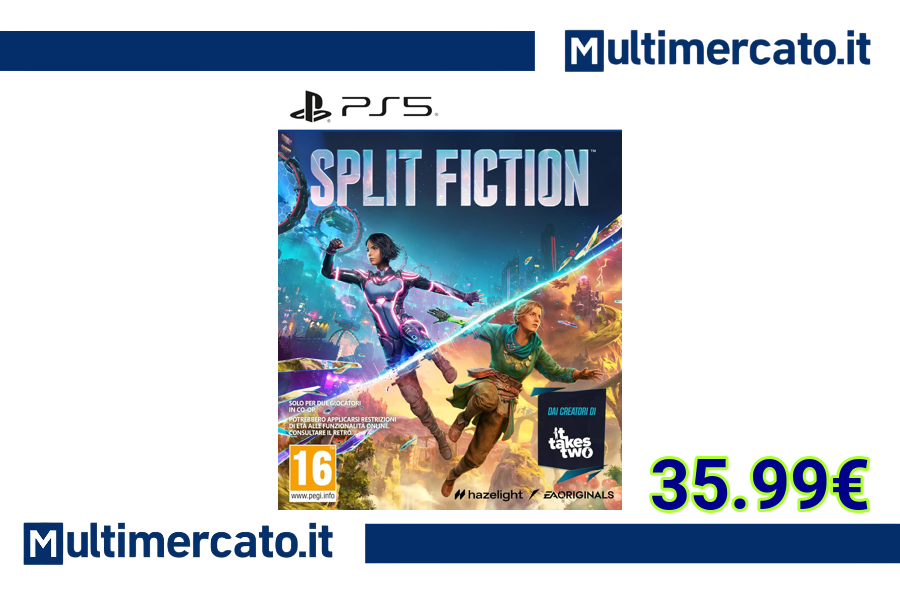 Multimercato.it
PS5
SPLIT FICTION™
SOLO PER DUE GIOCATORI
IN CO-OP
POTREBBERO APPLICARSI RESTRIZIONI
DI ETÀ ALLE FUNZIONALITÀ ONLINE.
CONSULTARE IL RETRO.
DAI CREATORI DI
it
takes
two
16
www.pegi.info
hazelight
EA ORIGINALS
35.99€
Multimercato.it